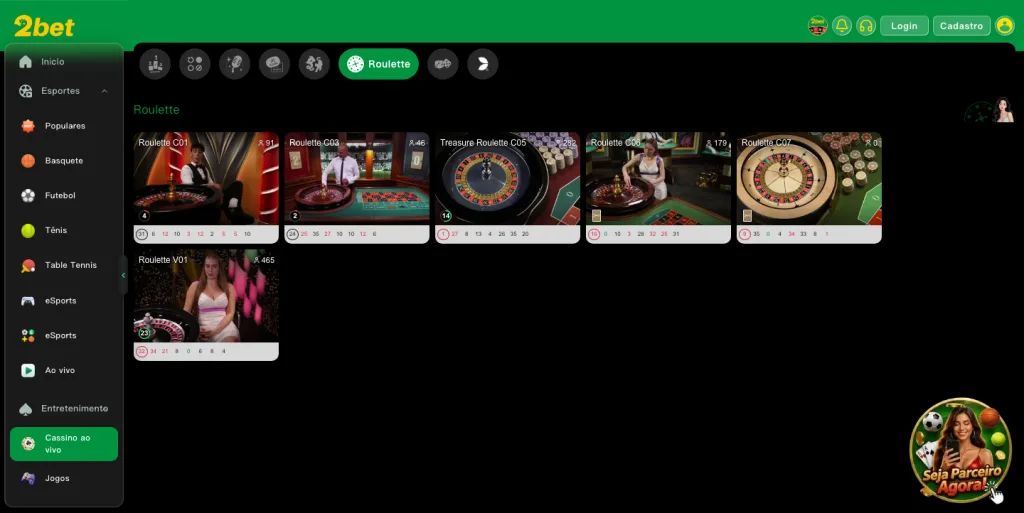 2bet
Login
Cadastro
Início
Esportes
Populares
Basquete
Futebol
Tênis
Table Tennis
eSports
eSports
Ao vivo
Entretenimento
Cassino ao
vivo
Jogos
Roulette
Roulette
Roulette C01
91
4
31 6 12 10 3 12 2 5 5 10
Roulette C03
46
2
24 25 35 27 10 10 12 6
Treasure Roulette C05
282
14
1 27 8 13 4 26 35 20
Roulette C06
179
16 0 10 3 28 32 25 31
Roulette C07
0
9 35 0 4 34 33 8 1
Roulette V01
465
23
32 34 21 8 0 6 8 4
Seja Parceiro
Agora!